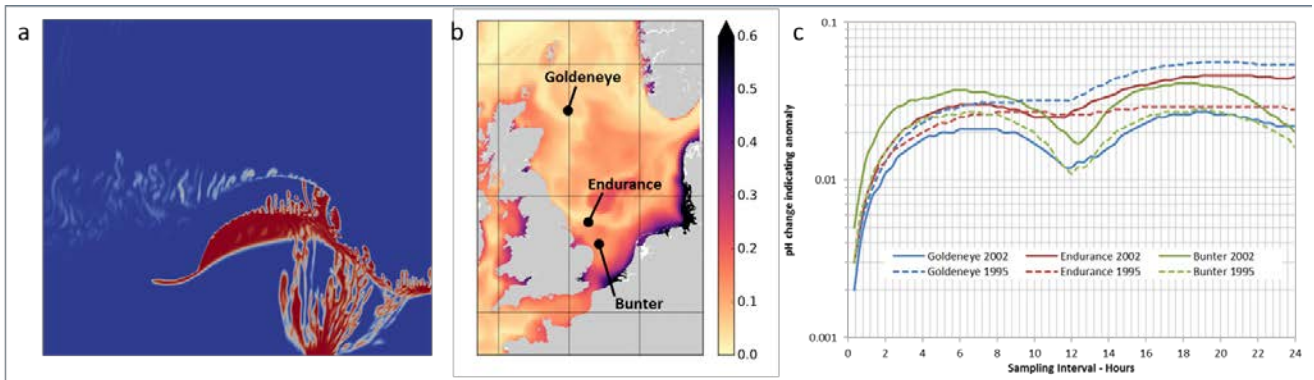 a
b
Goldeneye
Endurance
Bunter
0.6
0.5
0.4
0.3
0.2
0.1
0.0
c
pH change indicating anomaly
0.1
0.01
0.001
Goldeneye 2002
Endurance 2002
Bunter 2002
Goldeneye 1995
Endurance 1995
Bunter 1995
0 2 4 6 8 10 12 14 16 18 20 22 24
Sampling Interval - Hours